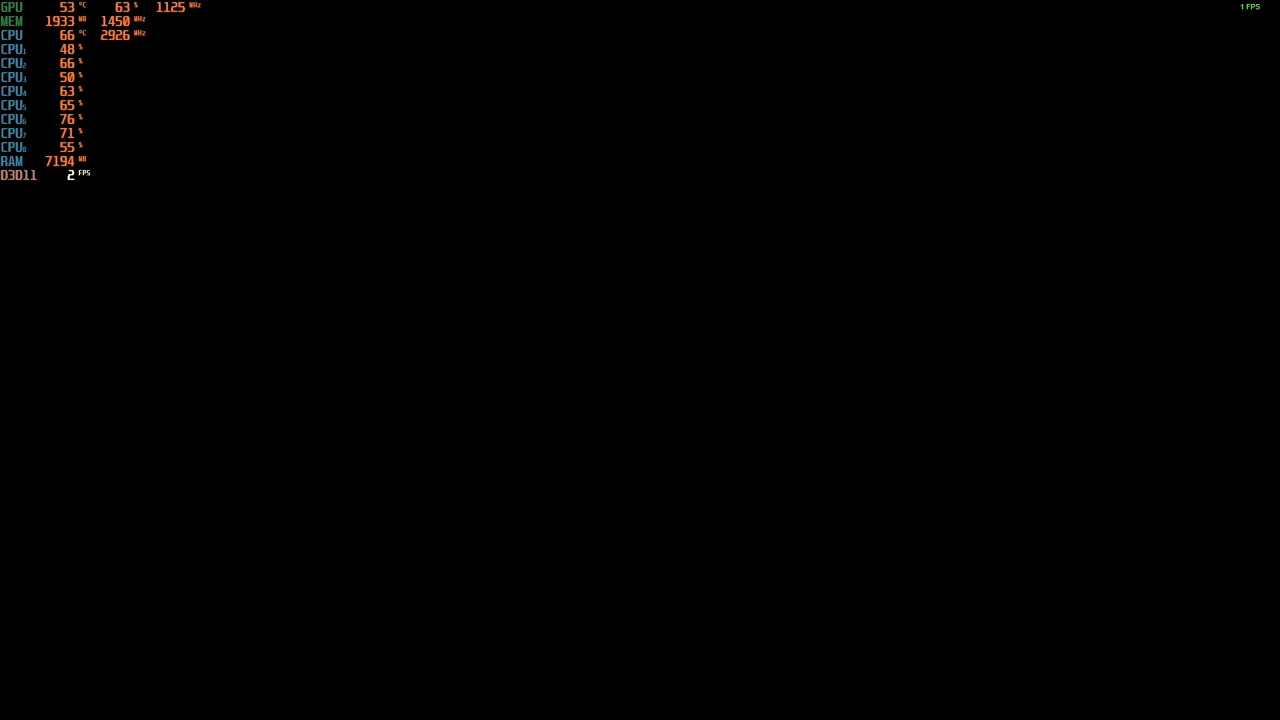 GPU 53 °C 63 % 1125 MHz 1 FPS
MEM 1933 MB 1450 MHz
CPU 66 °C 2926 MHz
CPU1 48 %
CPU2 66 %
CPU3 50 %
CPU4 63 %
CPU5 65 %
CPU6 76 %
CPU7 71 %
CPU8 55 %
RAM 7194 MB
D3D11 2 FPS